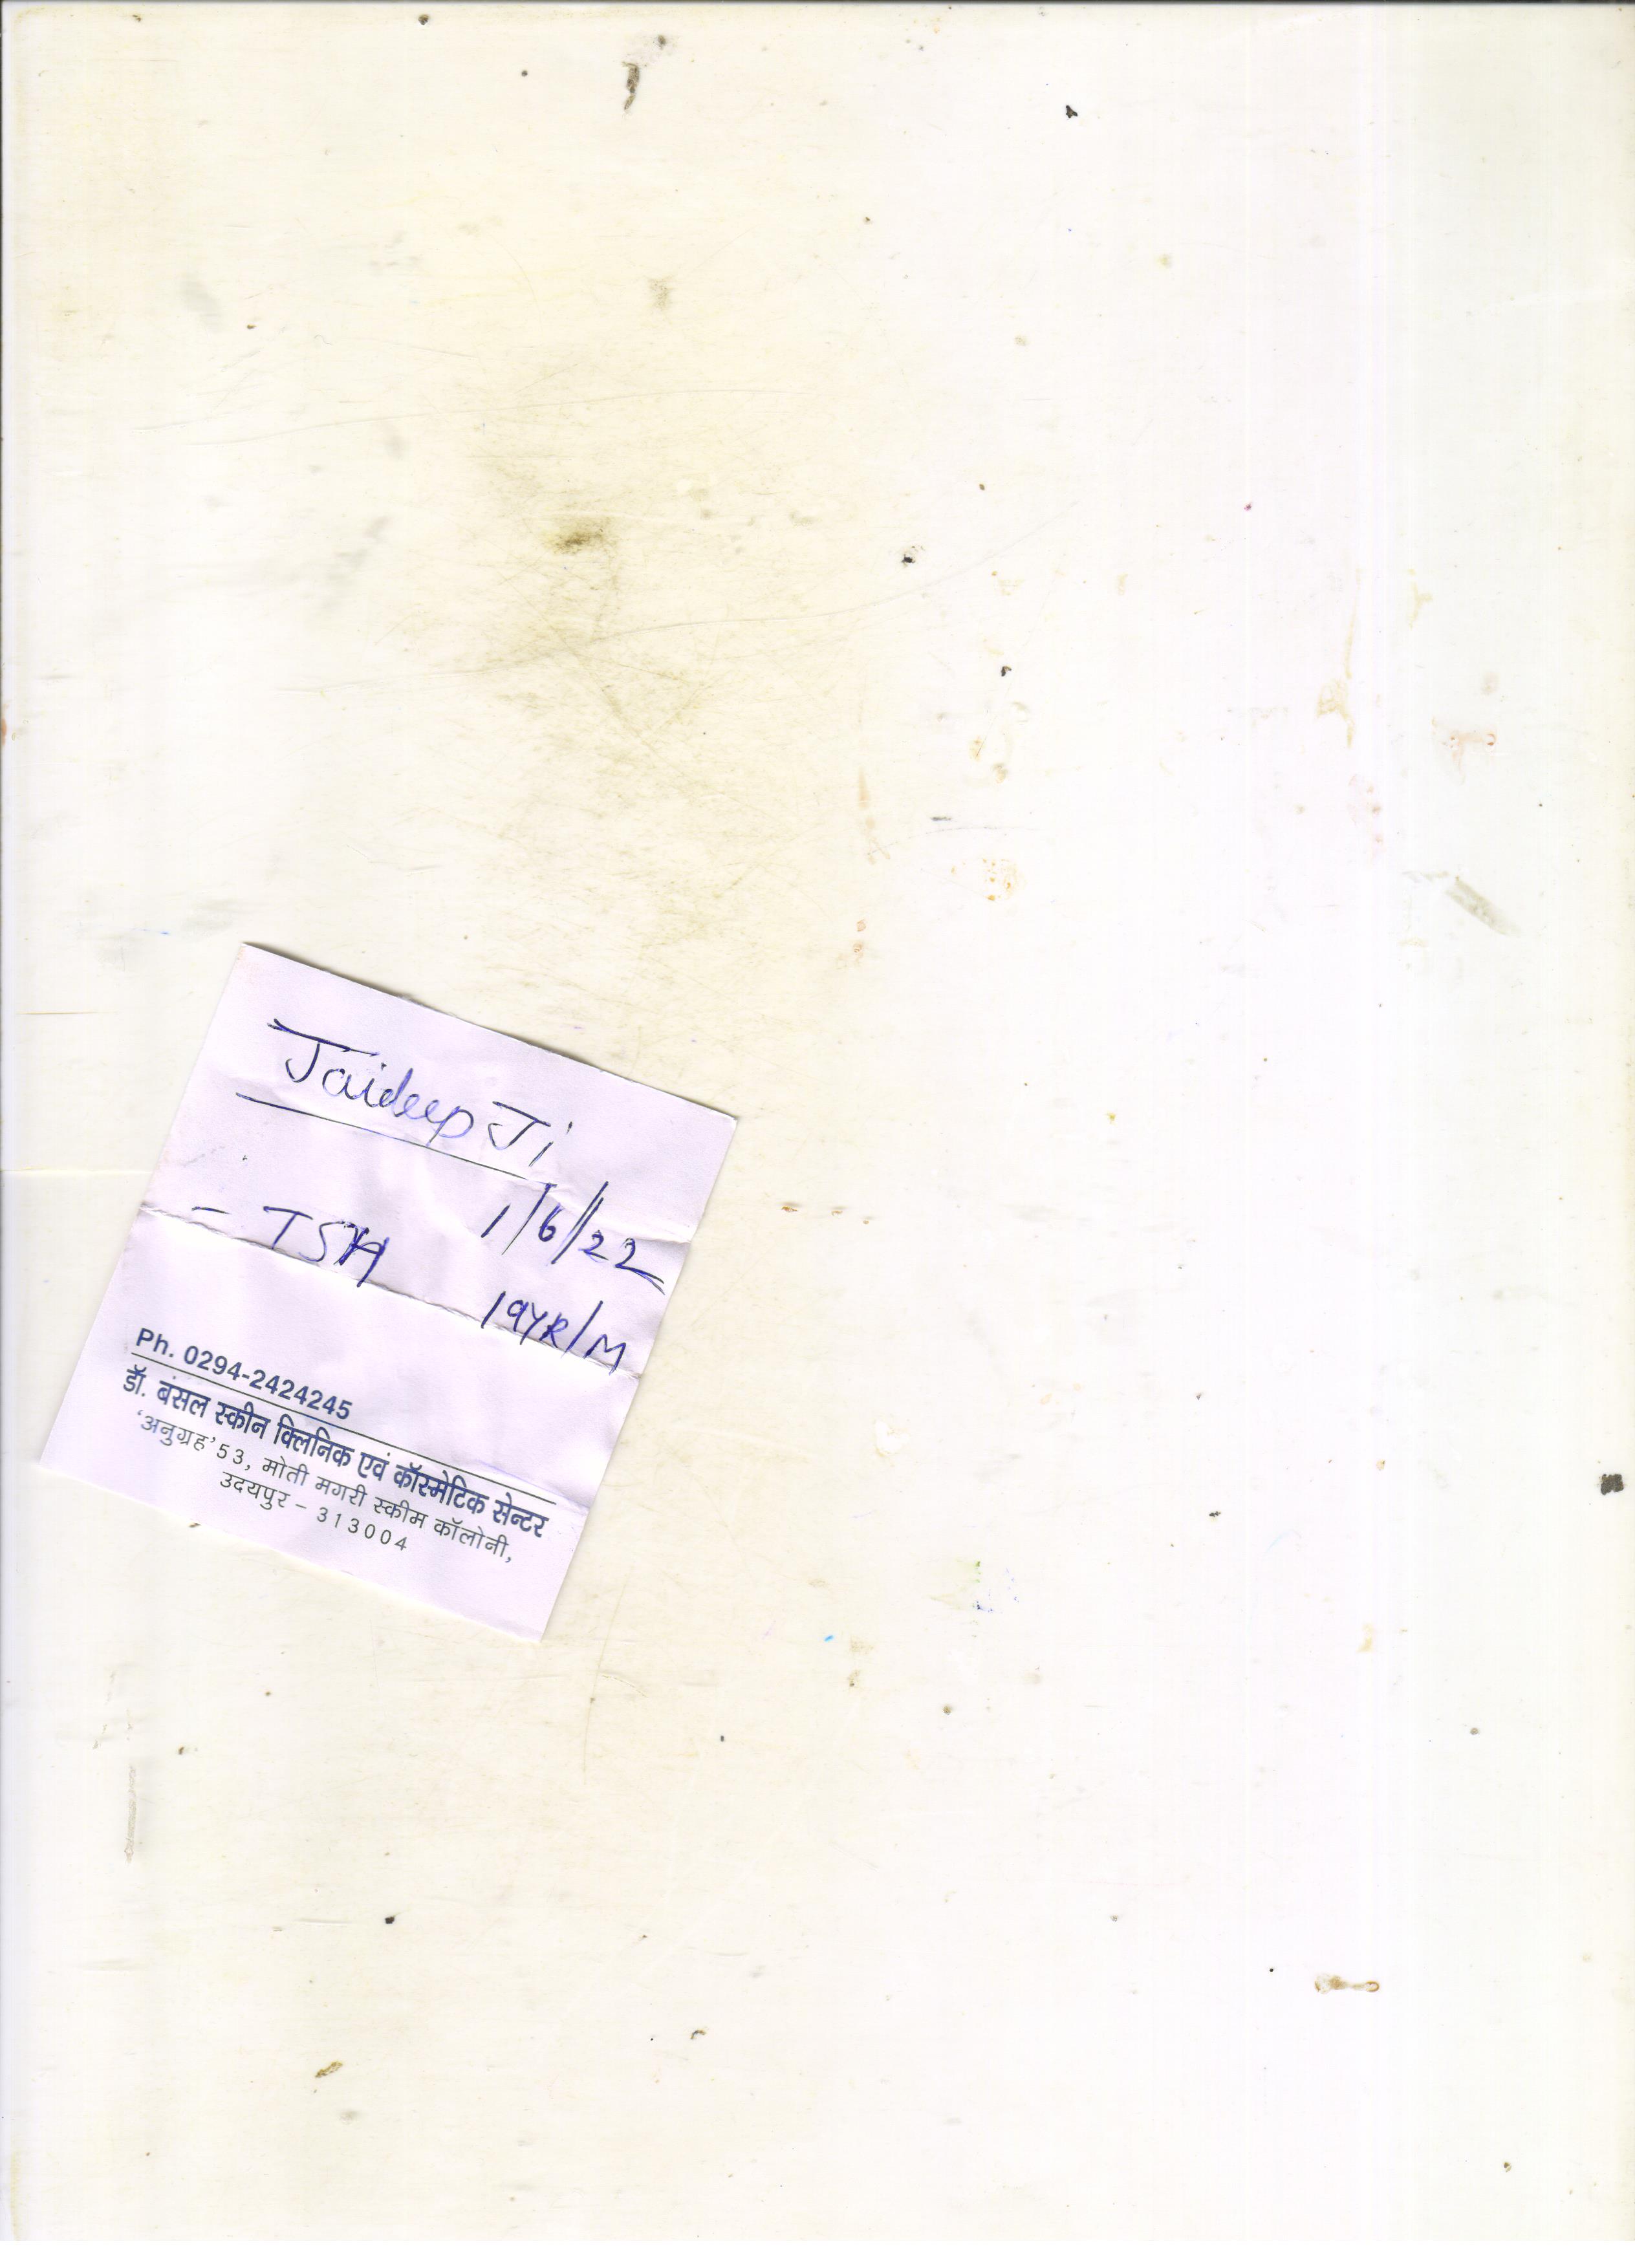 Jaideep Ji
1/6/22
- TSH
19YR/M
Ph. 0294-2424245
डॉ. बंसल स्कीन क्लिनिक एवं कॉस्मेटिक सेन्टर
‘अनुग्रह’ 53, मोती मगरी स्कीम कॉलोनी,
उदयपुर – 313004